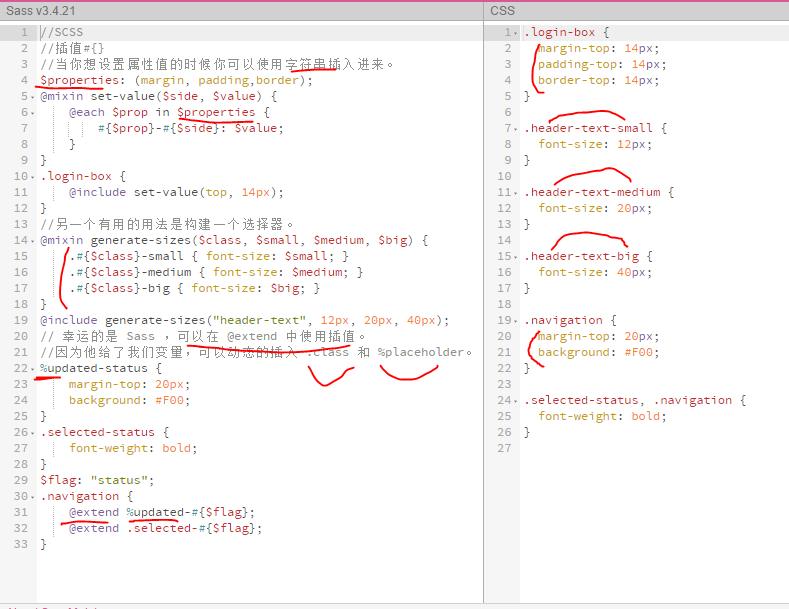 Sass v3.4.21
1 //SCSS
2 //插值#{}
3 //当你想设置属性值的时候你可以使用字符串插入进来。
4 $properties: (margin, padding,border);
5 @mixin set-value($side, $value) {
6 @each $prop in $properties {
7 #{$prop}-#{$side}: $value;
8 }
9 }
10 .login-box {
11 @include set-value(top, 14px);
12 }
13 //另一个有用的用法是构建一个选择器。
14 @mixin generate-sizes($class, $small, $medium, $big) {
15 .#{$class}-small { font-size: $small; }
16 .#{$class}-medium { font-size: $medium; }
17 .#{$class}-big { font-size: $big; }
18 }
19 @include generate-sizes("header-text", 12px, 20px, 40px);
20 // 幸运的是 Sass ，可以在 @extend 中使用插值。
21 //因为他给了我们变量，可以动态的插入 .class 和 %placeholder。
22 %updated-status {
23 margin-top: 20px;
24 background: #F00;
25 }
26 .selected-status {
27 font-weight: bold;
28 }
29 $flag: "status";
30 .navigation {
31 @extend %updated-#{$flag};
32 @extend .selected-#{$flag};
33 }
CSS
1 .login-box {
2 margin-top: 14px;
3 padding-top: 14px;
4 border-top: 14px;
5 }
6
7 .header-text-small {
8 font-size: 12px;
9 }
10
11 .header-text-medium {
12 font-size: 20px;
13 }
14
15 .header-text-big {
16 font-size: 40px;
17 }
18
19 .navigation {
20 margin-top: 20px;
21 background: #F00;
22 }
23
24 .selected-status, .navigation {
25 font-weight: bold;
26 }
27